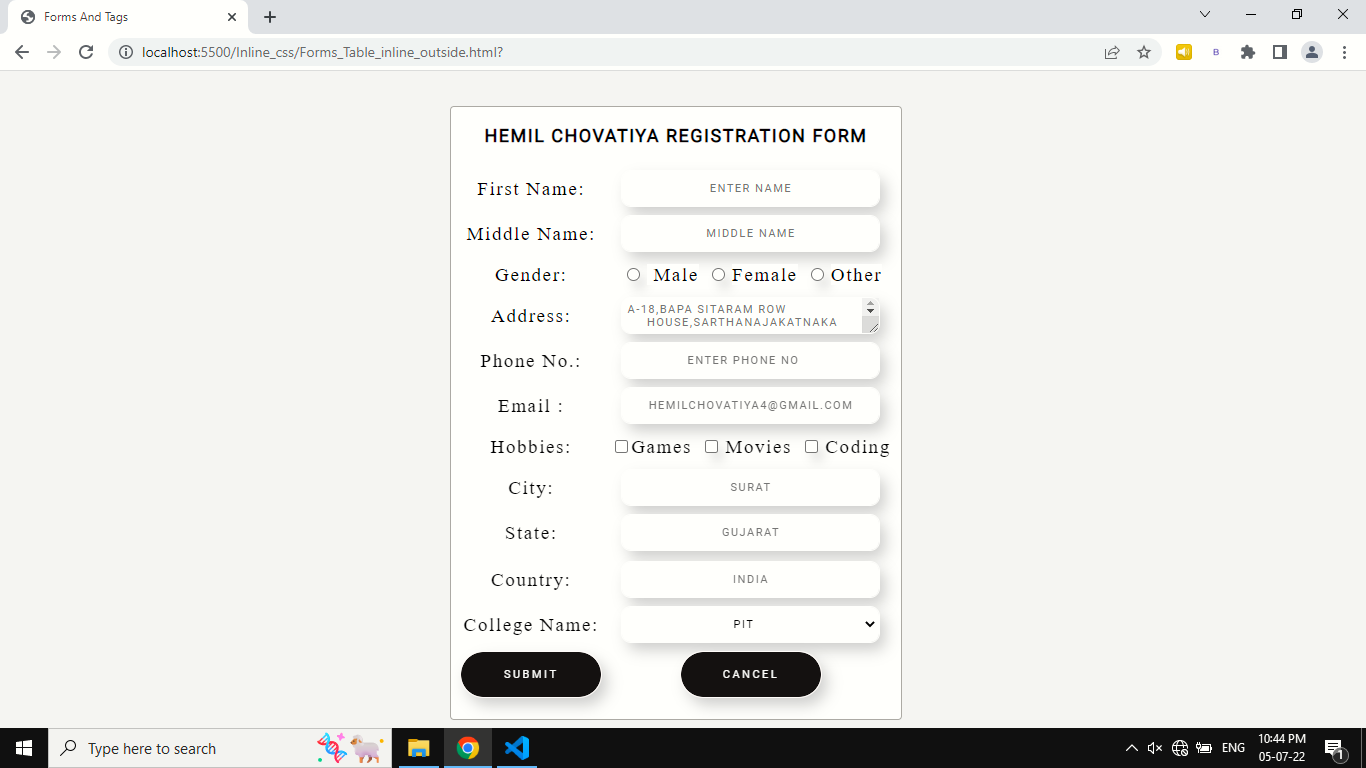 Forms And Tags
localhost:5500/Inline_css/Forms_Table_inline_outside.html?
B
HEMIL CHOVATIYA REGISTRATION FORM
First Name: ENTER NAME
Middle Name: MIDDLE NAME
Gender: Male Female Other
Address: A-18,BAPA SITARAM ROW
HOUSE,SARTHANAJAKATNAKA
Phone No.: ENTER PHONE NO
Email : HEMILCHOVATIYA4@GMAIL.COM
Hobbies: Games Movies Coding
City: SURAT
State: GUJARAT
Country: INDIA
College Name: PIT
SUBMIT CANCEL
Type here to search
ENG
10:44 PM
05-07-22
1